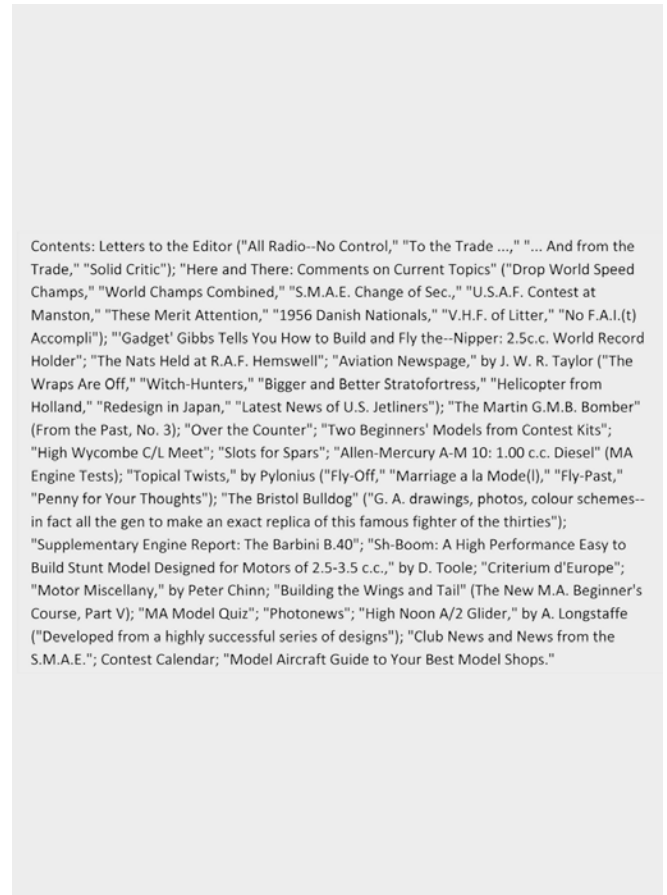 Contents: Letters to the Editor ("All Radio--No Control," "To the Trade ...," "... And from the
Trade," "Solid Critic"); "Here and There: Comments on Current Topics" ("Drop World Speed
Champs," "World Champs Combined," "S.M.A.E. Change of Sec.," "U.S.A.F. Contest at
Manston," "These Merit Attention," "1956 Danish Nationals," "V.H.F. of Litter," "No F.A.I.(t)
Accompli"); "'Gadget' Gibbs Tells You How to Build and Fly the--Nipper: 2.5c.c. World Record
Holder"; "The Nats Held at R.A.F. Hemswell"; "Aviation Newspage," by J. W. R. Taylor ("The
Wraps Are Off," "Witch-Hunters," "Bigger and Better Stratofortress," "Helicopter from
Holland," "Redesign in Japan," "Latest News of U.S. Jetliners"); "The Martin G.M.B. Bomber"
(From the Past, No. 3); "Over the Counter"; "Two Beginners' Models from Contest Kits";
"High Wycombe C/L Meet"; "Slots for Spars"; "Allen-Mercury A-M 10: 1.00 c.c. Diesel" (MA
Engine Tests); "Topical Twists," by Pylonius ("Fly-Off," "Marriage a la Mode(l)," "Fly-Past,"
"Penny for Your Thoughts"); "The Bristol Bulldog" ("G. A. drawings, photos, colour schemes--
in fact all the gen to make an exact replica of this famous fighter of the thirties");
"Supplementary Engine Report: The Barbini B.40"; "Sh-Boom: A High Performance Easy to
Build Stunt Model Designed for Motors of 2.5-3.5 c.c.," by D. Toole; "Criterium d'Europe";
"Motor Miscellany," by Peter Chinn; "Building the Wings and Tail" (The New M.A. Beginner's
Course, Part V); "MA Model Quiz"; "Photonews"; "High Noon A/2 Glider," by A. Longstaffe
("Developed from a highly successful series of designs"); "Club News and News from the
S.M.A.E."; Contest Calendar; "Model Aircraft Guide to Your Best Model Shops."